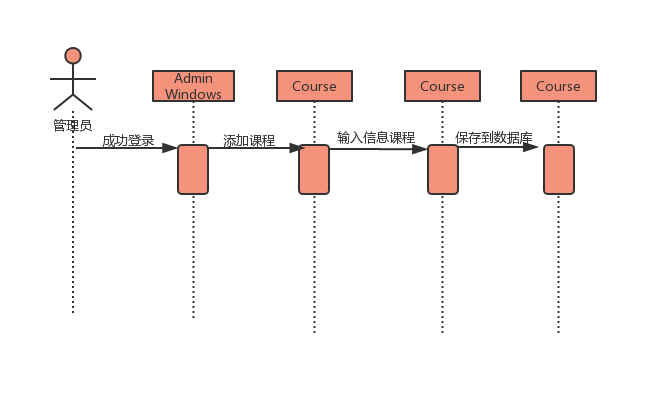 Admin
Windows
Course
Course
Course
管理员
成功登录
添加课程
输入信息课程
保存到数据库